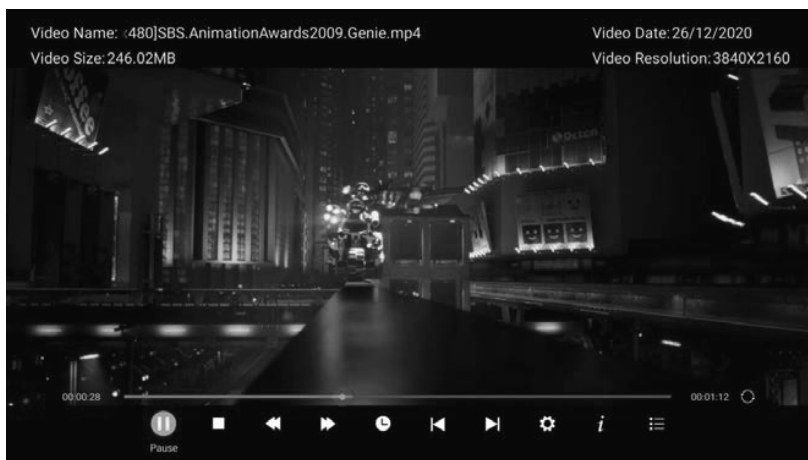 Video Name: x480]SBS.AnimationAwards2009.Genie.mp4
Video Date:26/12/2020
Video Size:246.02MB
Video Resolution:3840X2160
00:00:28
00:01:12
i
Pause